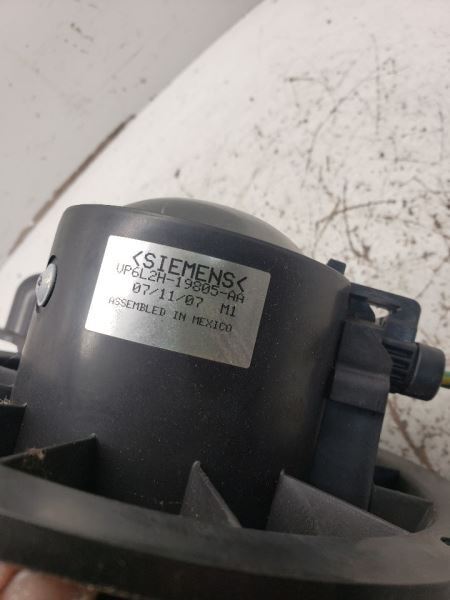 <SIEMENS<
VP6L2H-19805-AA
07/11/07 M1
ASSEMBLED IN MEXICO